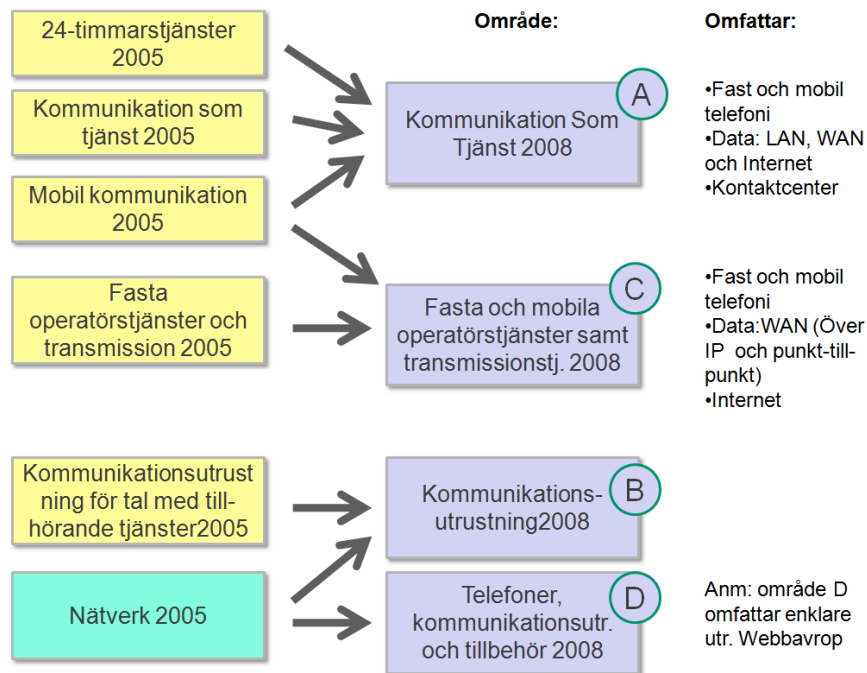 24-timmarstjänster
2005
Kommunikation som
tjänst 2005
Mobil kommunikation
2005
Fasta
operatörstjänster och
transmission 2005
Kommunikationsutrust
ning för tal med till-
hörande tjänster2005
Nätverk 2005
Område:
A
Kommunikation Som
Tjänst 2008
C
Fasta och mobila
operatörstjänster samt
transmissionstj. 2008
B
Kommunikations-
utrustning2008
D
Telefoner,
kommunikationsutr.
och tillbehör 2008
Omfattar:
•Fast och mobil
telefoni
•Data: LAN, WAN
och Internet
•Kontaktcenter
•Fast och mobil
telefoni
•Data:WAN (Över
IP och punkt-till-
punkt)
•Internet
Anm: område D
omfattar enklare
utr. Webbavrop